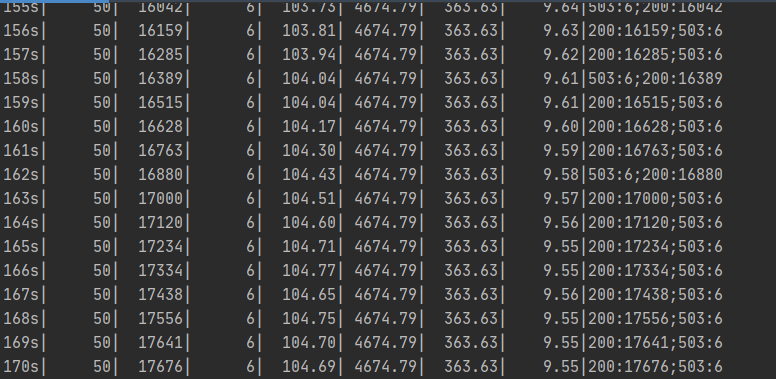 155s|     50|  16042|      6|  103.73| 4674.79|  363.63|    9.64|503:6;200:16042
156s|     50|  16159|      6|  103.81| 4674.79|  363.63|    9.63|200:16159;503:6
157s|     50|  16285|      6|  103.94| 4674.79|  363.63|    9.62|200:16285;503:6
158s|     50|  16389|      6|  104.04| 4674.79|  363.63|    9.61|503:6;200:16389
159s|     50|  16515|      6|  104.04| 4674.79|  363.63|    9.61|200:16515;503:6
160s|     50|  16628|      6|  104.17| 4674.79|  363.63|    9.60|200:16628;503:6
161s|     50|  16763|      6|  104.30| 4674.79|  363.63|    9.59|200:16763;503:6
162s|     50|  16880|      6|  104.43| 4674.79|  363.63|    9.58|503:6;200:16880
163s|     50|  17000|      6|  104.51| 4674.79|  363.63|    9.57|200:17000;503:6
164s|     50|  17120|      6|  104.60| 4674.79|  363.63|    9.56|200:17120;503:6
165s|     50|  17234|      6|  104.71| 4674.79|  363.63|    9.55|200:17234;503:6
166s|     50|  17334|      6|  104.77| 4674.79|  363.63|    9.55|200:17334;503:6
167s|     50|  17438|      6|  104.65| 4674.79|  363.63|    9.56|200:17438;503:6
168s|     50|  17556|      6|  104.75| 4674.79|  363.63|    9.55|200:17556;503:6
169s|     50|  17641|      6|  104.70| 4674.79|  363.63|    9.55|200:17641;503:6
170s|     50|  17676|      6|  104.69| 4674.79|  363.63|    9.55|200:17676;503:6